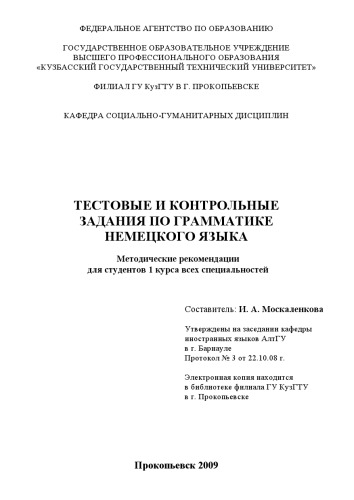 ФЕДЕРАЛЬНОЕ АГЕНТСТВО ПО ОБРАЗОВАНИЮ
ГОСУДАРСТВЕННОЕ ОБРАЗОВАТЕЛЬНОЕ УЧРЕЖДЕНИЕ
ВЫСШЕГО ПРОФЕССИОНАЛЬНОГО ОБРАЗОВАНИЯ
«КУЗБАССКИЙ ГОСУДАРСТВЕННЫЙ ТЕХНИЧЕСКИЙ УНИВЕРСИТЕТ»
ФИЛИАЛ ГУ КузГТУ В Г. ПРОКОПЬЕВСКЕ
КАФЕДРА СОЦИАЛЬНО-ГУМАНИТАРНЫХ ДИСЦИПЛИН
ТЕСТОВЫЕ И КОНТРОЛЬНЫЕ
ЗАДАНИЯ ПО ГРАММАТИКЕ
НЕМЕЦКОГО ЯЗЫКА
Методические рекомендации
для студентов 1 курса всех специальностей
Составитель: И. А. Москаленкова
Утверждены на заседании кафедры
иностранных языков АлтГУ
в г. Барнауле
Протокол № 3 от 22.10.08 г.
Электронная копия находится
в библиотеке филиала ГУ КузГТУ
в г. Прокопьевске
Прокопьевск 2009